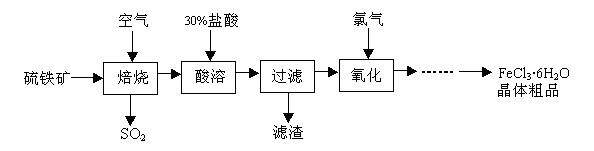 空气
30%盐酸
氯气
硫铁矿
焙烧
酸溶
过滤
氧化
FeCl₃·6H₂O
晶体粗品
SO₂
滤渣